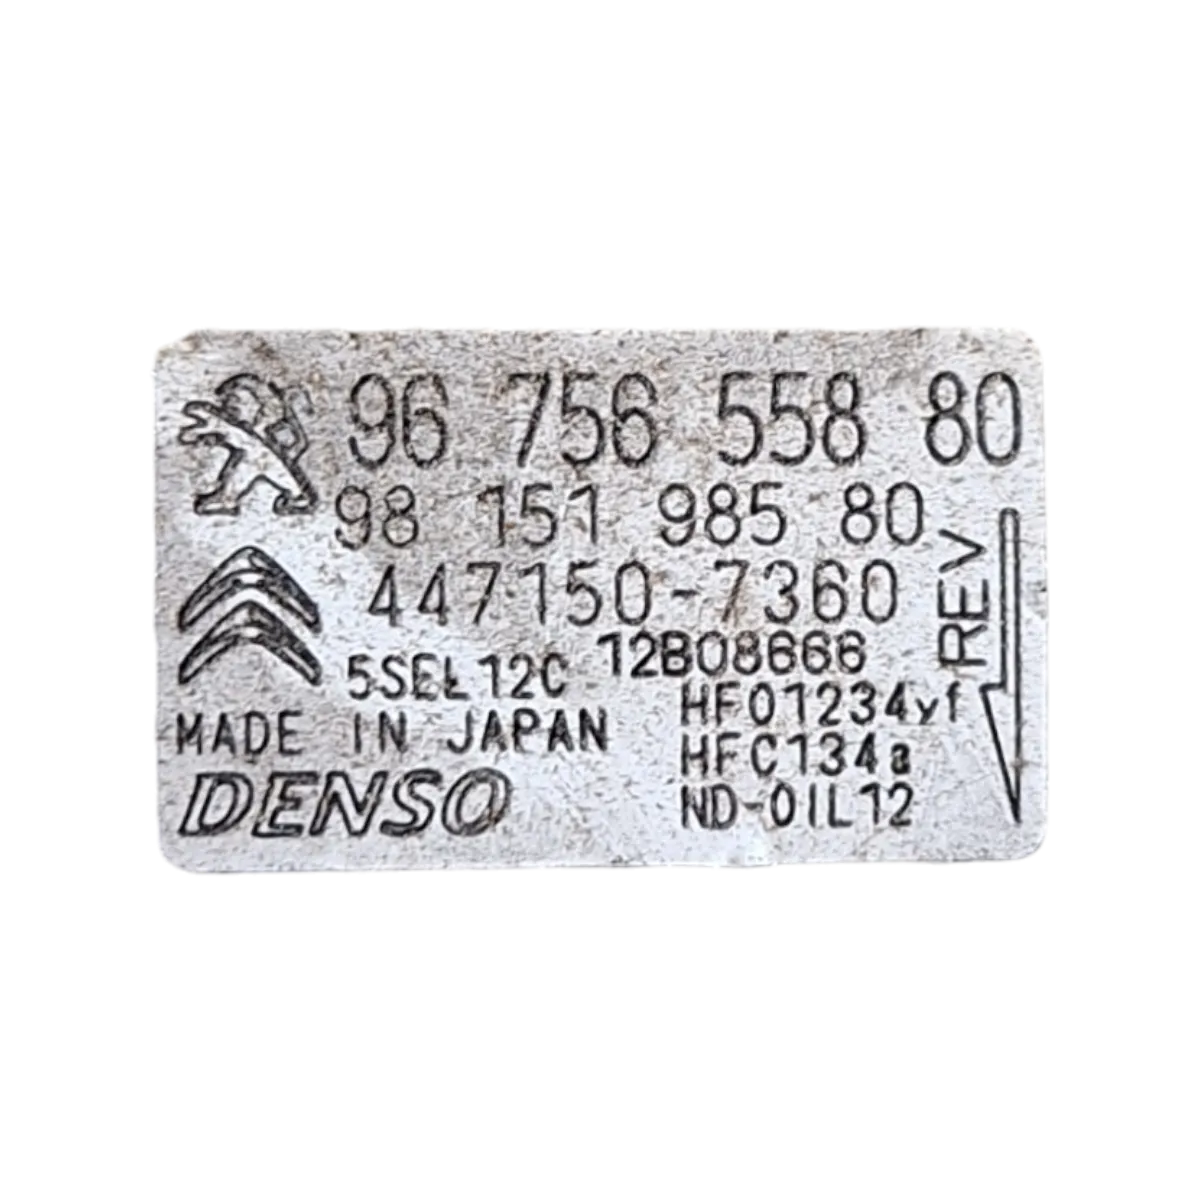 96 756 558 80
98 151 985 80
447150-7360
12B08666
5SEL12C
HFO1234yf
MADE IN JAPAN
HFC134a
DENSO
ND-OIL12
REV